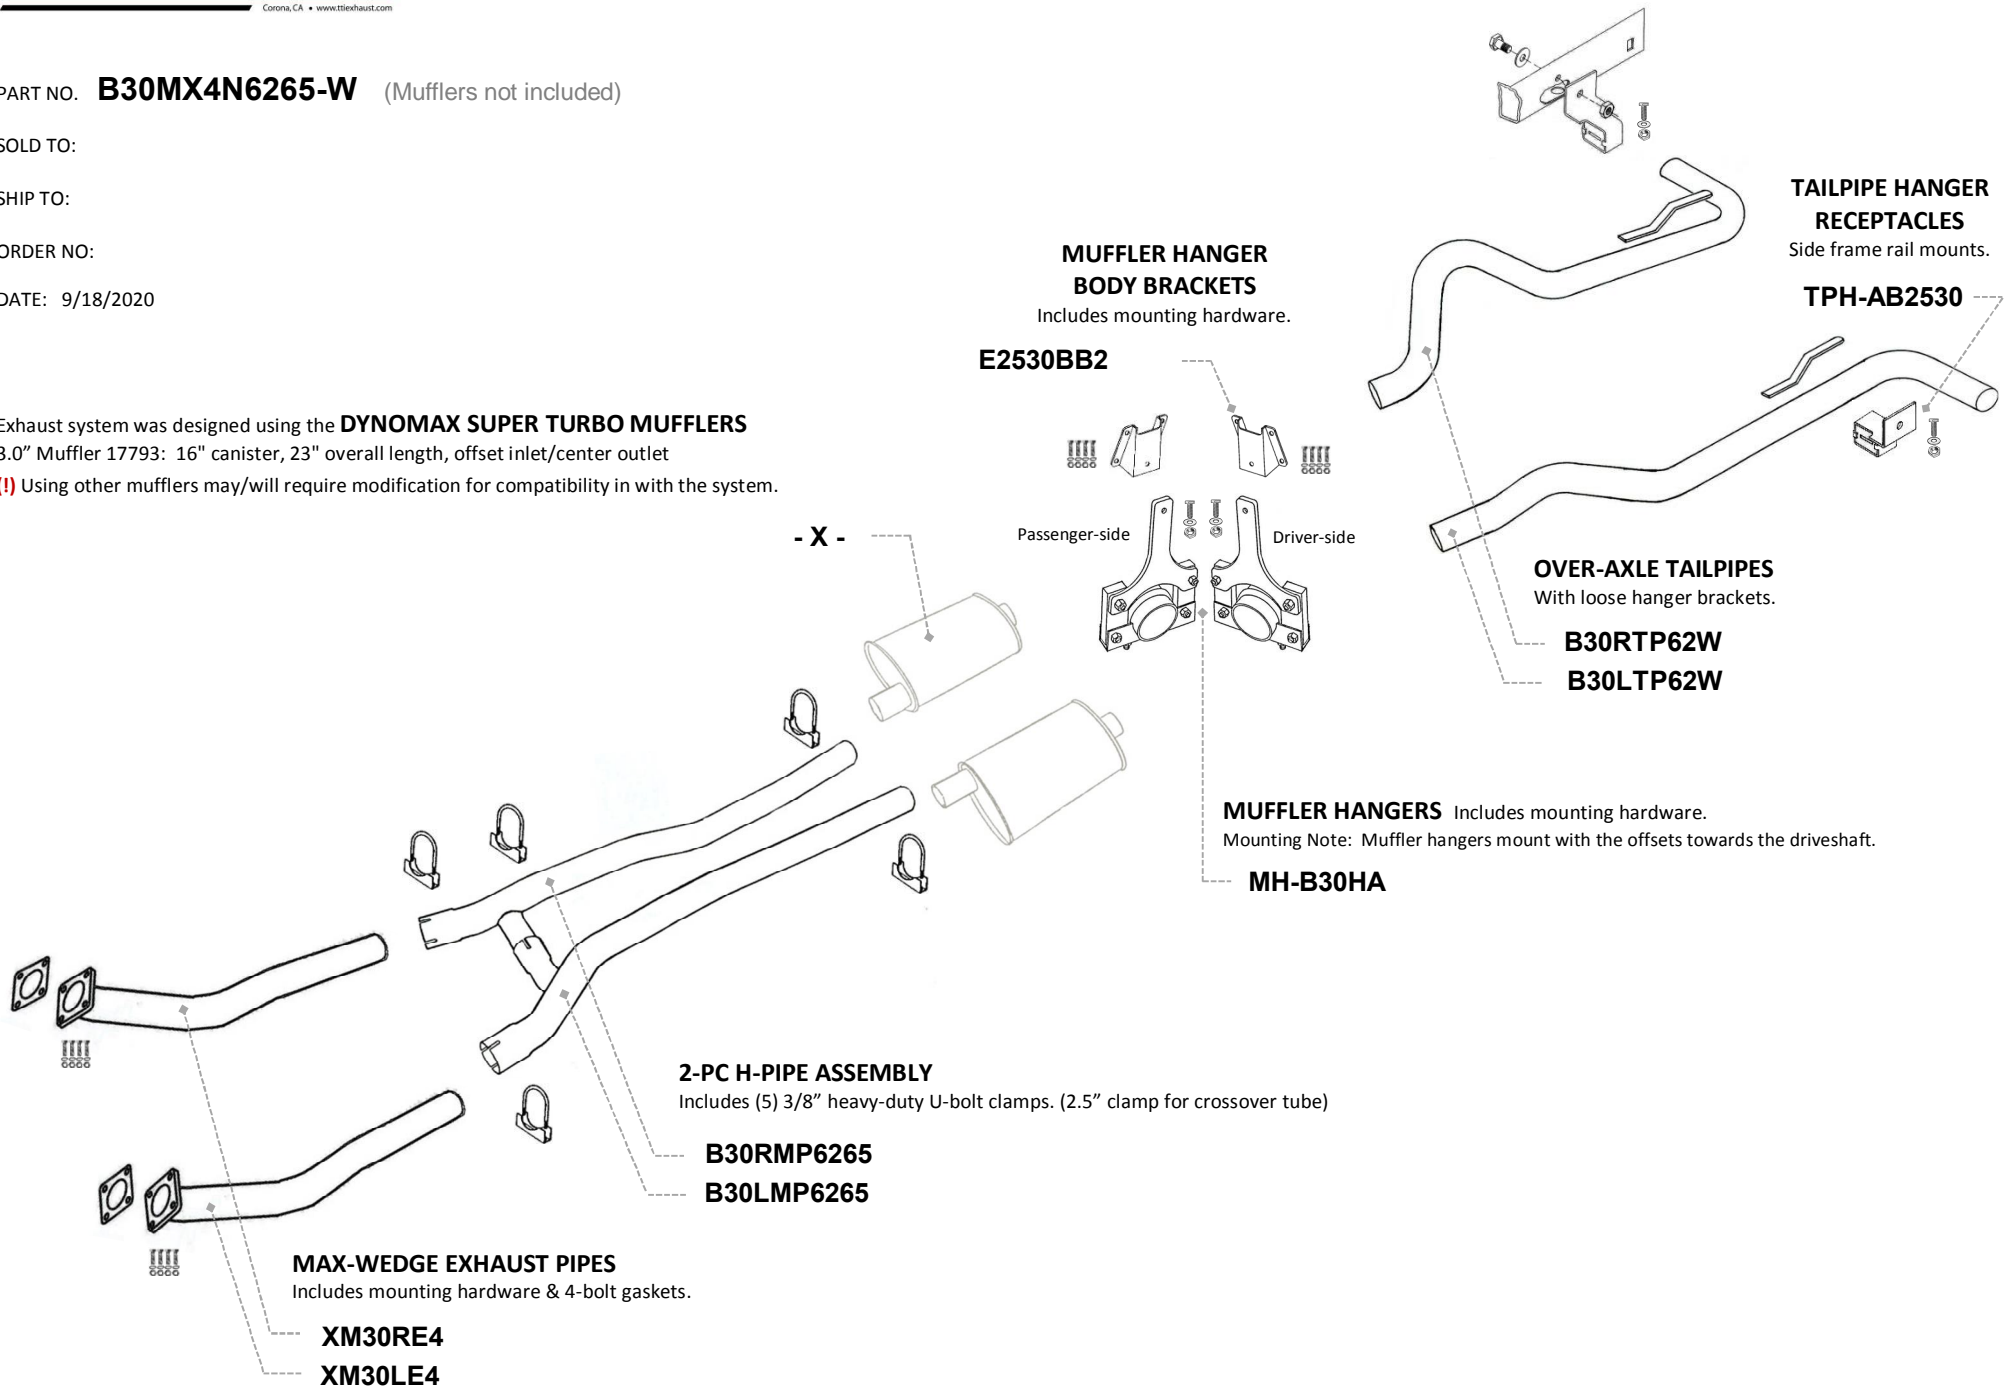 Corona, CA • www.ttiexhaust.com
PART NO. B30MX4N6265-W (Mufflers not included)
SOLD TO:
SHIP TO:
ORDER NO:
DATE: 9/18/2020
Exhaust system was designed using the DYNOMAX SUPER TURBO MUFFLERS
3.0” Muffler 17793: 16" canister, 23" overall length, offset inlet/center outlet
(!) Using other mufflers may/will require modification for compatibility in with the system.
- X -
MUFFLER HANGER
BODY BRACKETS
Includes mounting hardware.
E2530BB2
Passenger-side
Driver-side
TAILPIPE HANGER
RECEPTACLES
Side frame rail mounts.
TPH-AB2530
OVER-AXLE TAILPIPES
With loose hanger brackets.
B30RTP62W
B30LTP62W
MUFFLER HANGERS Includes mounting hardware.
Mounting Note: Muffler hangers mount with the offsets towards the driveshaft.
MH-B30HA
2-PC H-PIPE ASSEMBLY
Includes (5) 3/8” heavy-duty U-bolt clamps. (2.5” clamp for crossover tube)
B30RMP6265
B30LMP6265
MAX-WEDGE EXHAUST PIPES
Includes mounting hardware & 4-bolt gaskets.
XM30RE4
XM30LE4